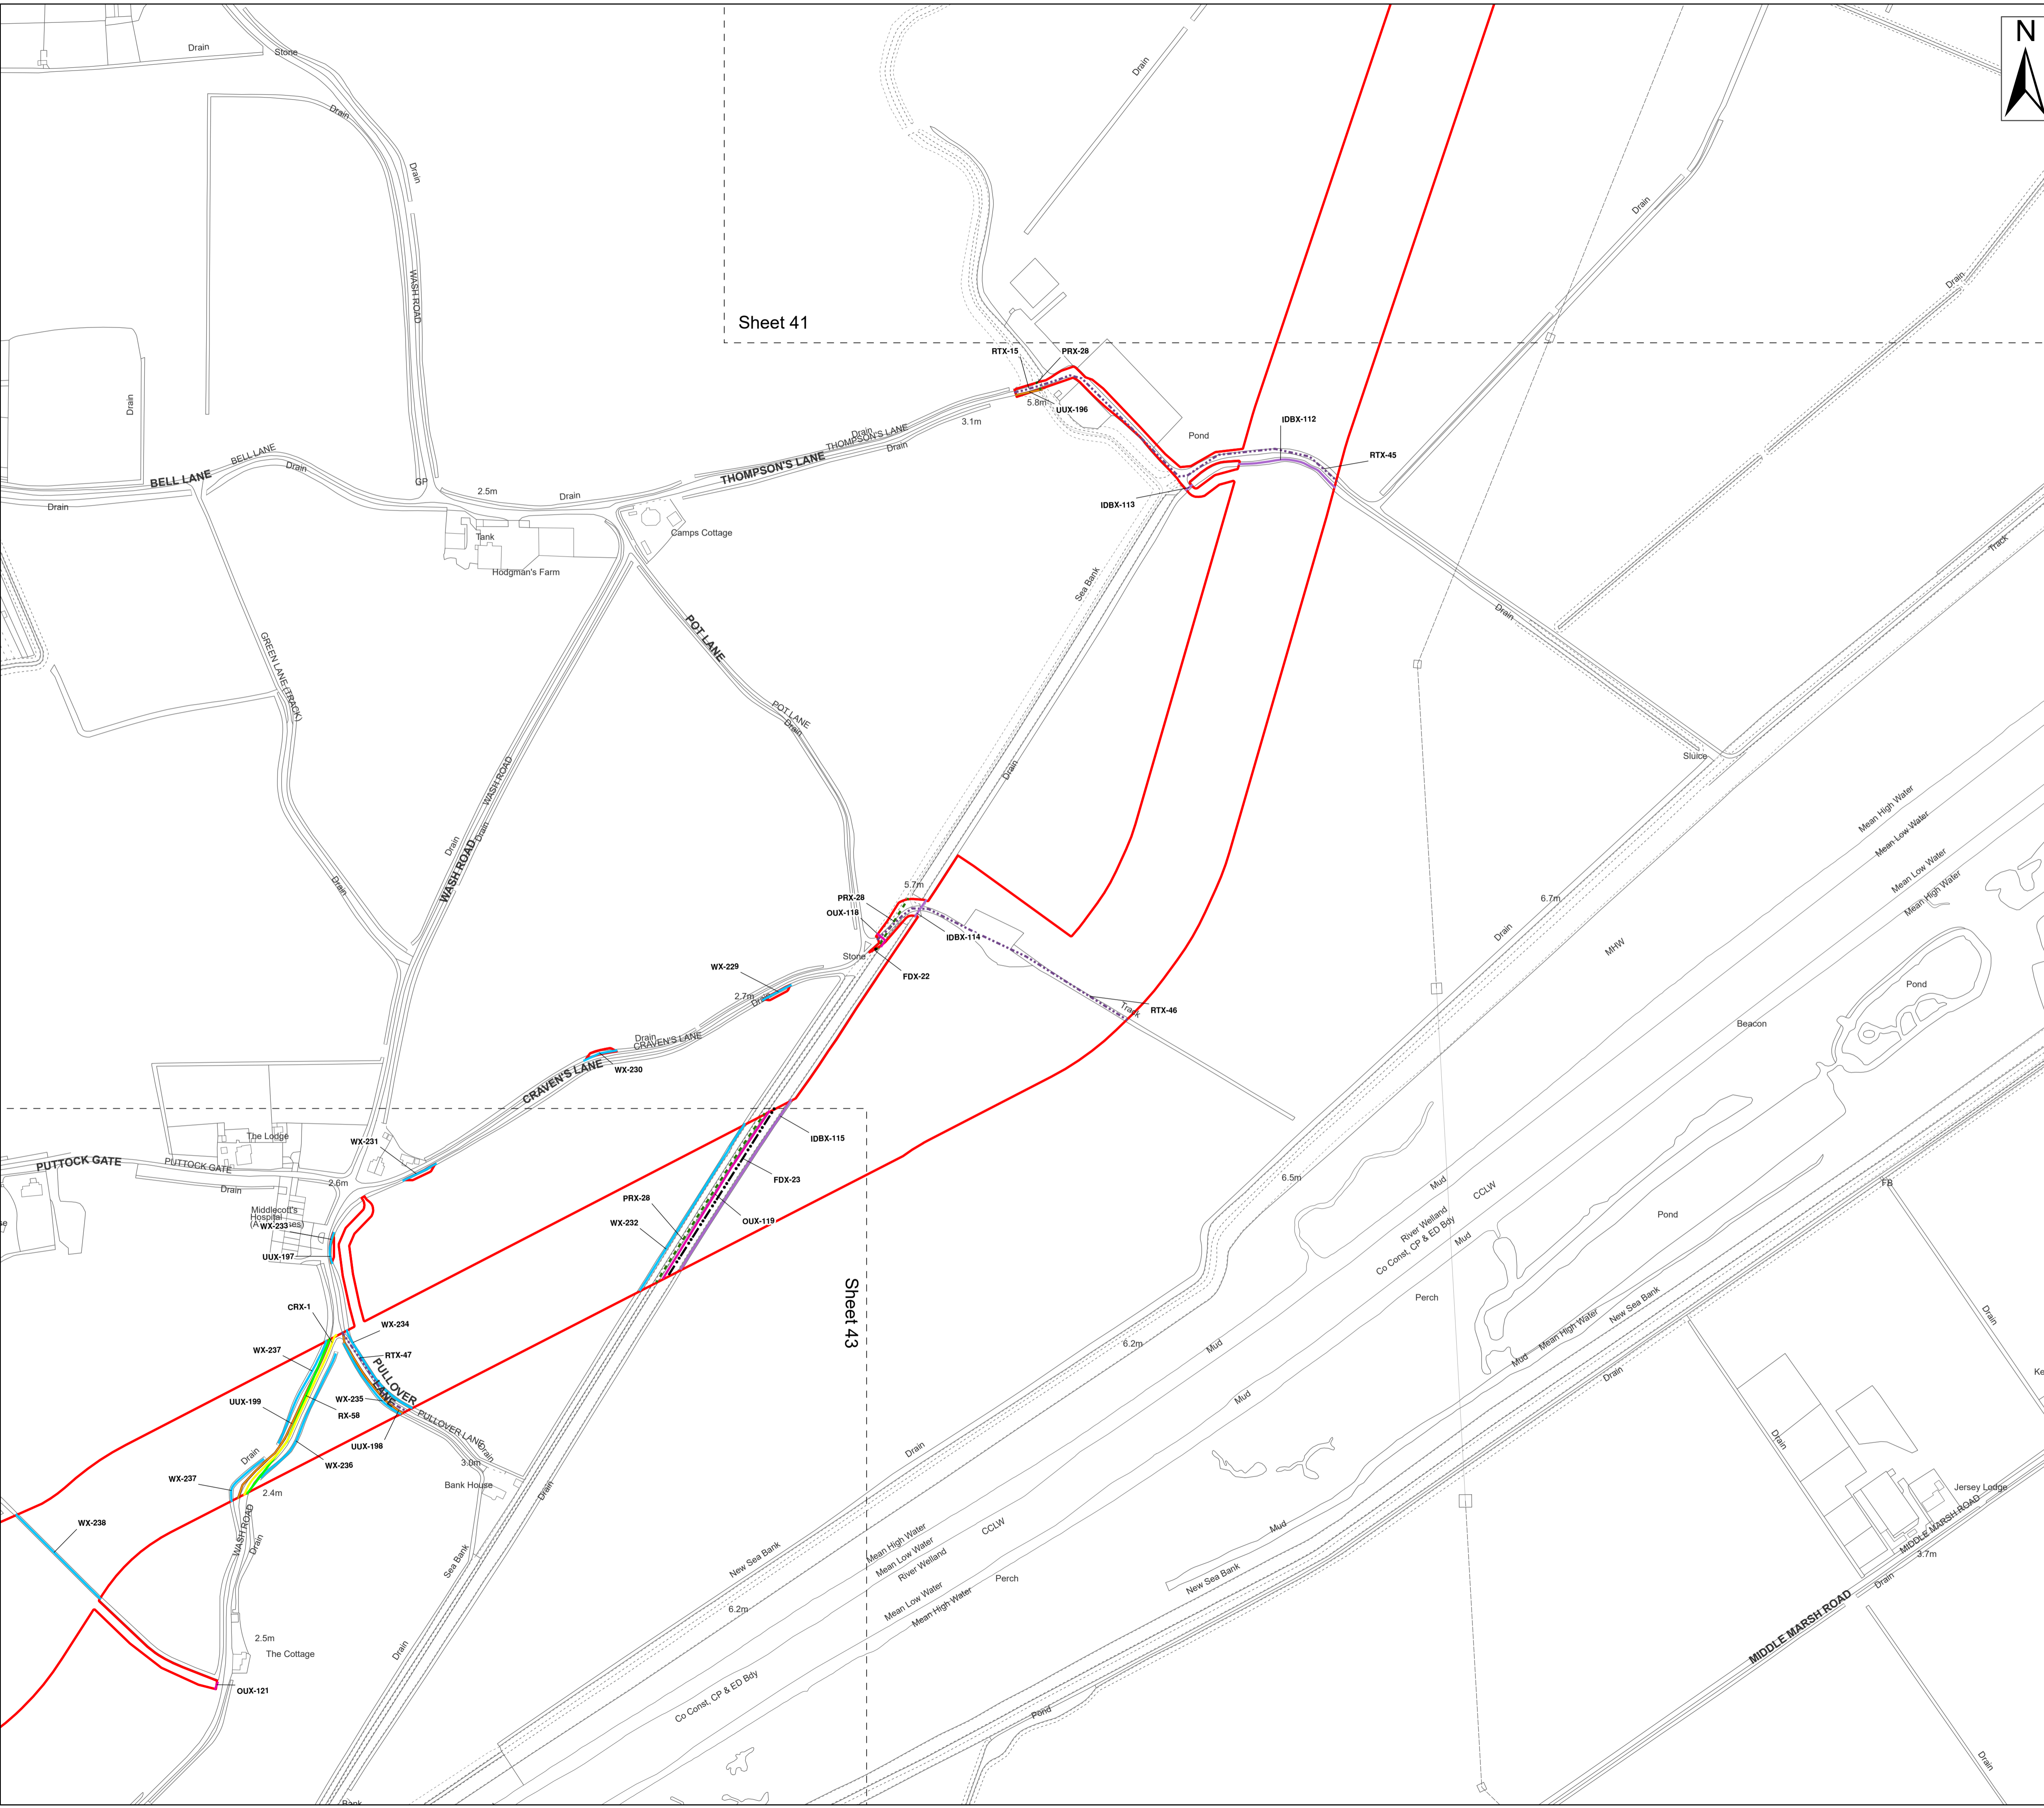 N
Drain
Stone
Drain
Drain
Drain
Drain
Drain
WASH ROAD
Sheet 41
RTX-15
PRX-28
5.8m
UUX-196
3.1m
Drain
THOMPSON'S LANE
Drain
THOMPSON'S LANE
Pond
IDBX-112
RTX-45
IDBX-113
Drain
Drain
BELL LANE
BELL LANE
Drain
Drain
GP
2.5m
Drain
Tank
Hodgman's Farm
Camps Cottage
Sea Bank
Track
Drain
GREEN LANE (TRACK)
POT LANE
POT LANE
Drain
Drain
Sluice
WASH ROAD
Drain
Drain
WASH ROAD
Drain
Mean High Water
Mean Low Water
Mean Low Water
Mean High Water
5.7m
PRX-28
OUX-118
IDBX-114
FDX-22
Stone
6.7m
Drain
MHW
WX-229
2.7m
Drain
Pond
Track
RTX-46
Beacon
Drain
CRAVEN'S LANE
WX-230
CRAVEN'S LANE
The Lodge
WX-231
PUTTOCK GATE
PUTTOCK GATE
Drain
2.6m
IDBX-115
FDX-23
PRX-28
WX-232
OUX-119
6.5m
Mud
CCLW
FB
Middlecott's
Hospital
WX-233
UUX-197
River Welland
Co Const, CP & ED Bdy
Mud
Pond
Perch
Sheet 43
CRX-1
WX-234
WX-237
RTX-47
PULLOVER
LANE
WX-235
UUX-199
RX-58
PULLOVER LANE
Drain
UUX-198
WX-236
Drain
3.0m
Bank House
WX-237
2.4m
6.2m
Mud
Mud
Mean High Water
New Sea Bank
Mud
Drain
Drain
Ke
Drain
Drain
Drain
Jersey Lodge
MIDDLE MARSH ROAD
3.7m
Drain
WX-238
WASH ROAD
Drain
Sea Bank
New Sea Bank
Mean High Water
Mean Low Water
River Welland
CCLW
Mud
Perch
New Sea Bank
Mean Low Water
Mean High Water
6.2m
2.5m
The Cottage
OUX-121
Drain
Co Const, CP & ED Bdy
Pond
MIDDLE MARSH ROAD
Drain
Bank